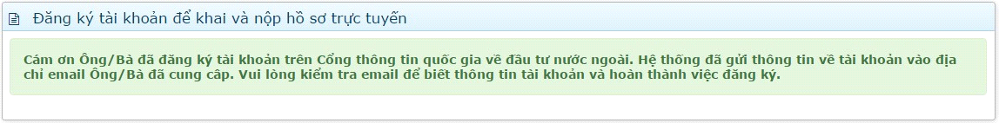 Đăng ký tài khoản để khai và nộp hồ sơ trực tuyến
Cám ơn Ông/Bà đã đăng ký tài khoản trên Cổng thông tin quốc gia về đầu tư nước ngoài. Hệ thống đã gửi thông tin về tài khoản vào địa
chỉ email Ông/Bà đã cung câp. Vui lòng kiểm tra email để biết thông tin tài khoản và hoàn thành việc đăng ký.